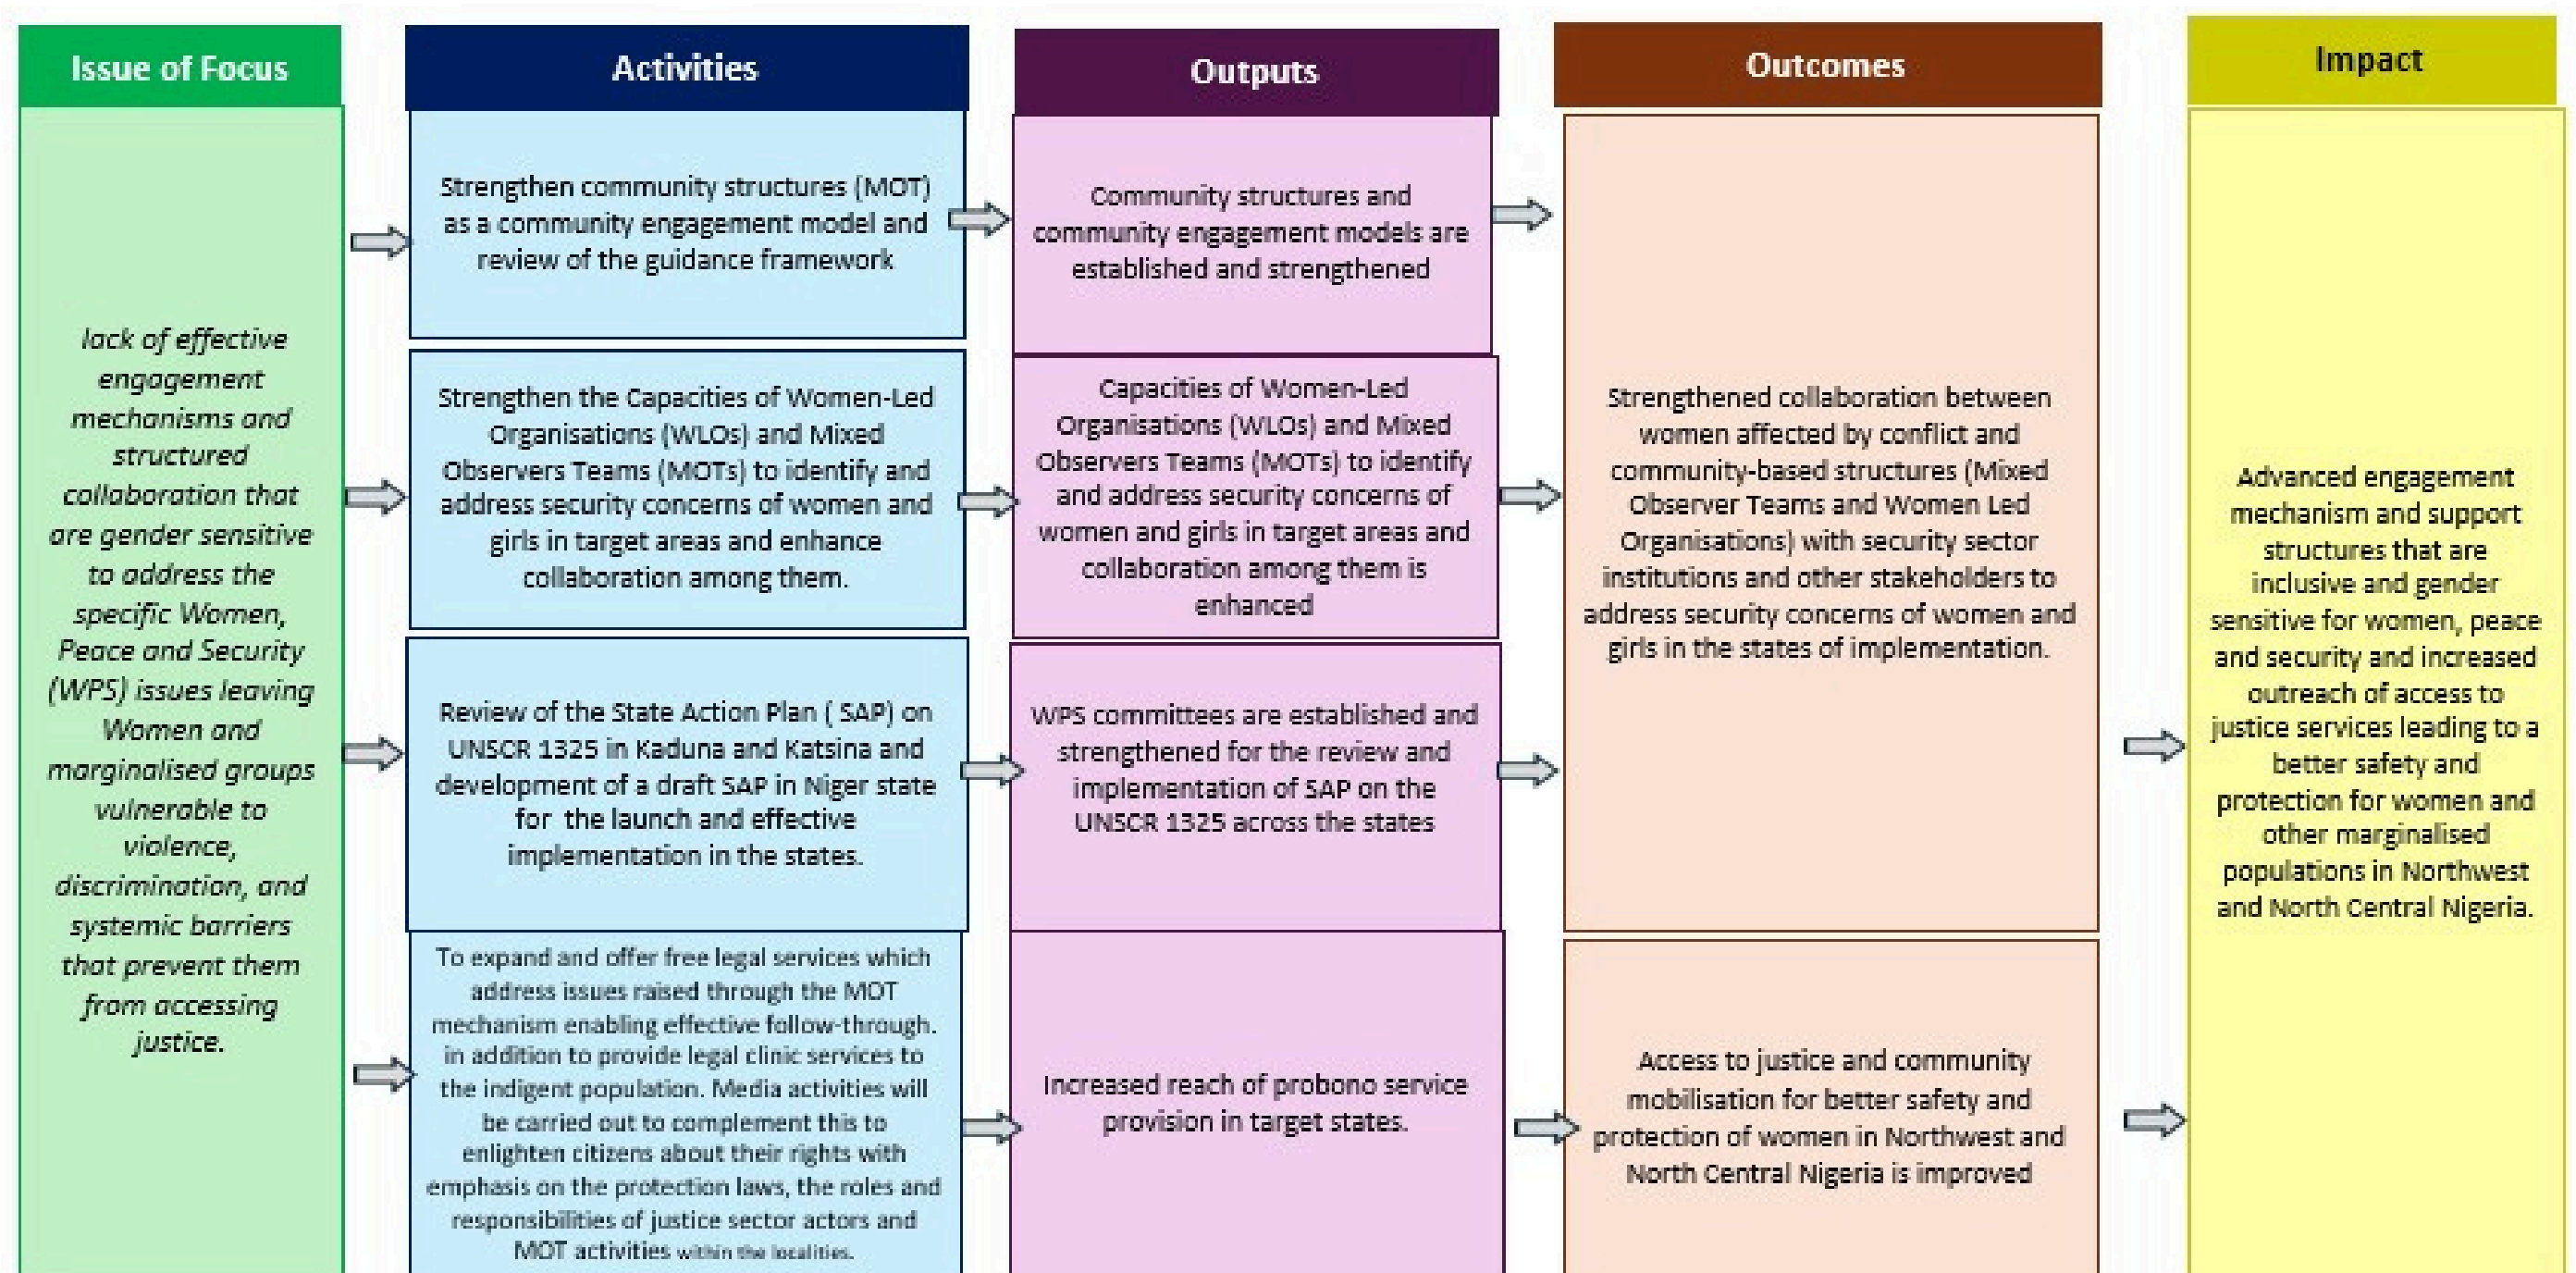 Issue of Focus
lack of effective
engagement
mechanisms and
structured
collaboration that
are gender sensitive
to address the
specific Women,
Peace and Security
(WPS) issues leaving
Women and
marginalised groups
vulnerable to
violence,
discrimination, and
systemic barriers
that prevent them
from accessing
justice.
Activities
Strengthen community structures (MOT)
as a community engagement model and
review of the guidance framework
Strengthen the Capacities of Women-Led
Organisations (WLOs) and Mixed
Observers Teams (MOTs) to identify and
address security concerns of women and
girls in target areas and enhance
collaboration among them.
Review of the State Action Plan ( SAP) on
UNSCR 1325 in Kaduna and Katsina and
development of a draft SAP in Niger state
for the launch and effective
implementation in the states.
To expand and offer free legal services which
address issues raised through the MOT
mechanism enabling effective follow-through.
in addition to provide legal clinic services to
the indigent population. Media activities will
be carried out to complement this to
enlighten citizens about their rights with
emphasis on the protection laws, the roles and
responsibilities of justice sector actors and
MOT activities within the localities.
Outputs
Community structures and
community engagement models are
established and strengthened
Capacities of Women-Led
Organisations (WLOs) and Mixed
Observers Teams (MOTs) to identify
and address security concerns of
women and girls in target areas and
collaboration among them is
enhanced
WPS committees are established and
strengthened for the review and
implementation of SAP on the
UNSCR 1325 across the states
Increased reach of probono service
provision in target states.
Outcomes
Strengthened collaboration between
women affected by conflict and
community-based structures (Mixed
Observer Teams and Women Led
Organisations) with security sector
institutions and other stakeholders to
address security concerns of women and
girls in the states of implementation.
Access to justice and community
mobilisation for better safety and
protection of women in Northwest and
North Central Nigeria is improved
Impact
Advanced engagement
mechanism and support
structures that are
inclusive and gender
sensitive for women, peace
and security and increased
outreach of access to
justice services leading to a
better safety and
protection for women and
other marginalised
populations in Northwest
and North Central Nigeria.